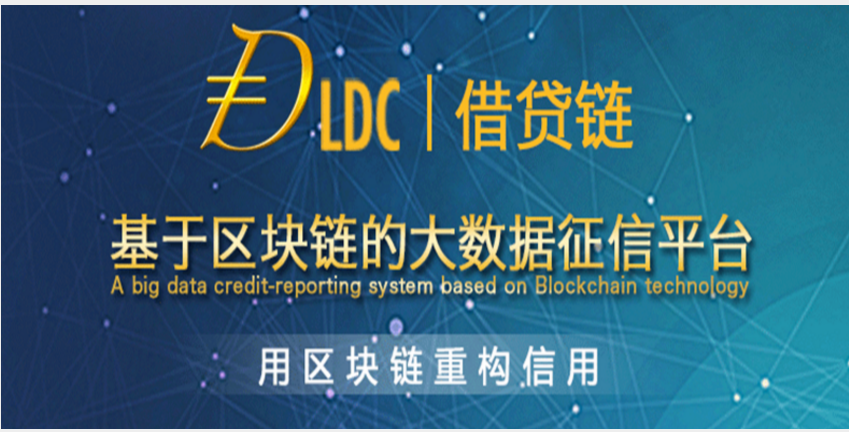 LDC | 借贷链
基于区块链的大数据征信平台
A big data credit-reporting system based on Blockchain technology
用区块链重构信用